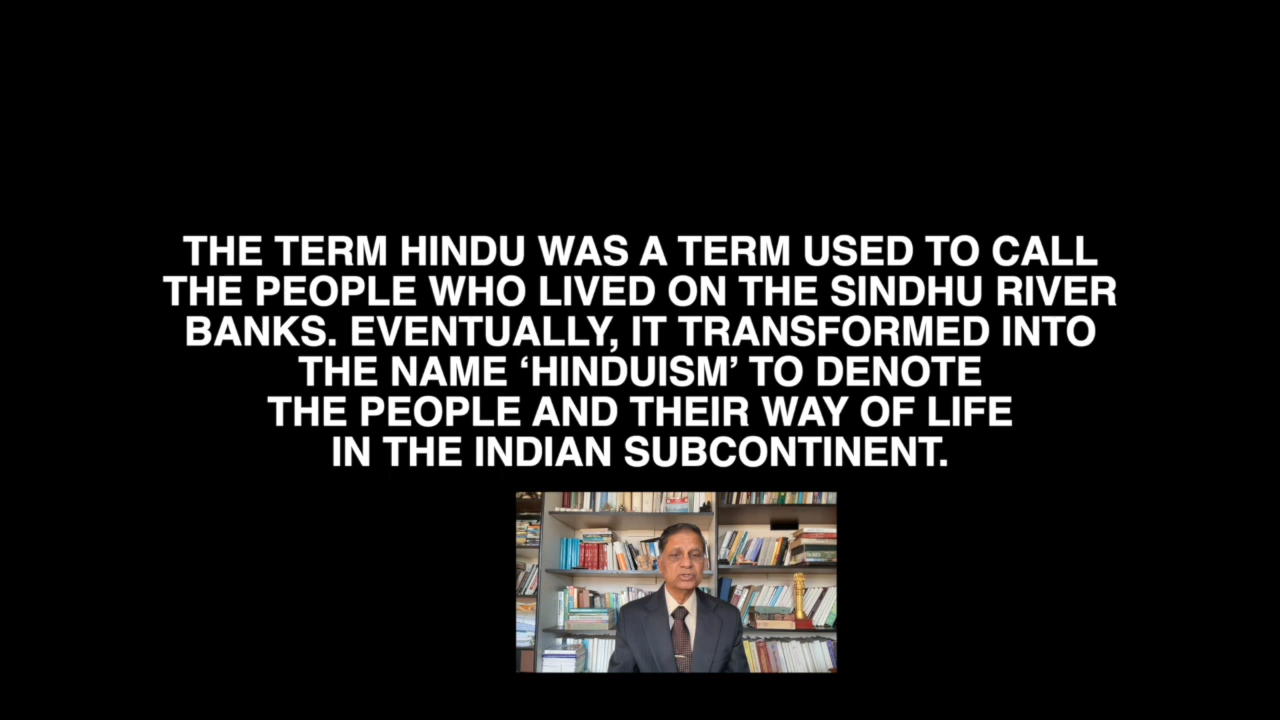 THE TERM HINDU WAS A TERM USED TO CALL
THE PEOPLE WHO LIVED ON THE SINDHU RIVER
BANKS. EVENTUALLY, IT TRANSFORMED INTO
THE NAME ‘HINDUISM’ TO DENOTE
THE PEOPLE AND THEIR WAY OF LIFE
IN THE INDIAN SUBCONTINENT.